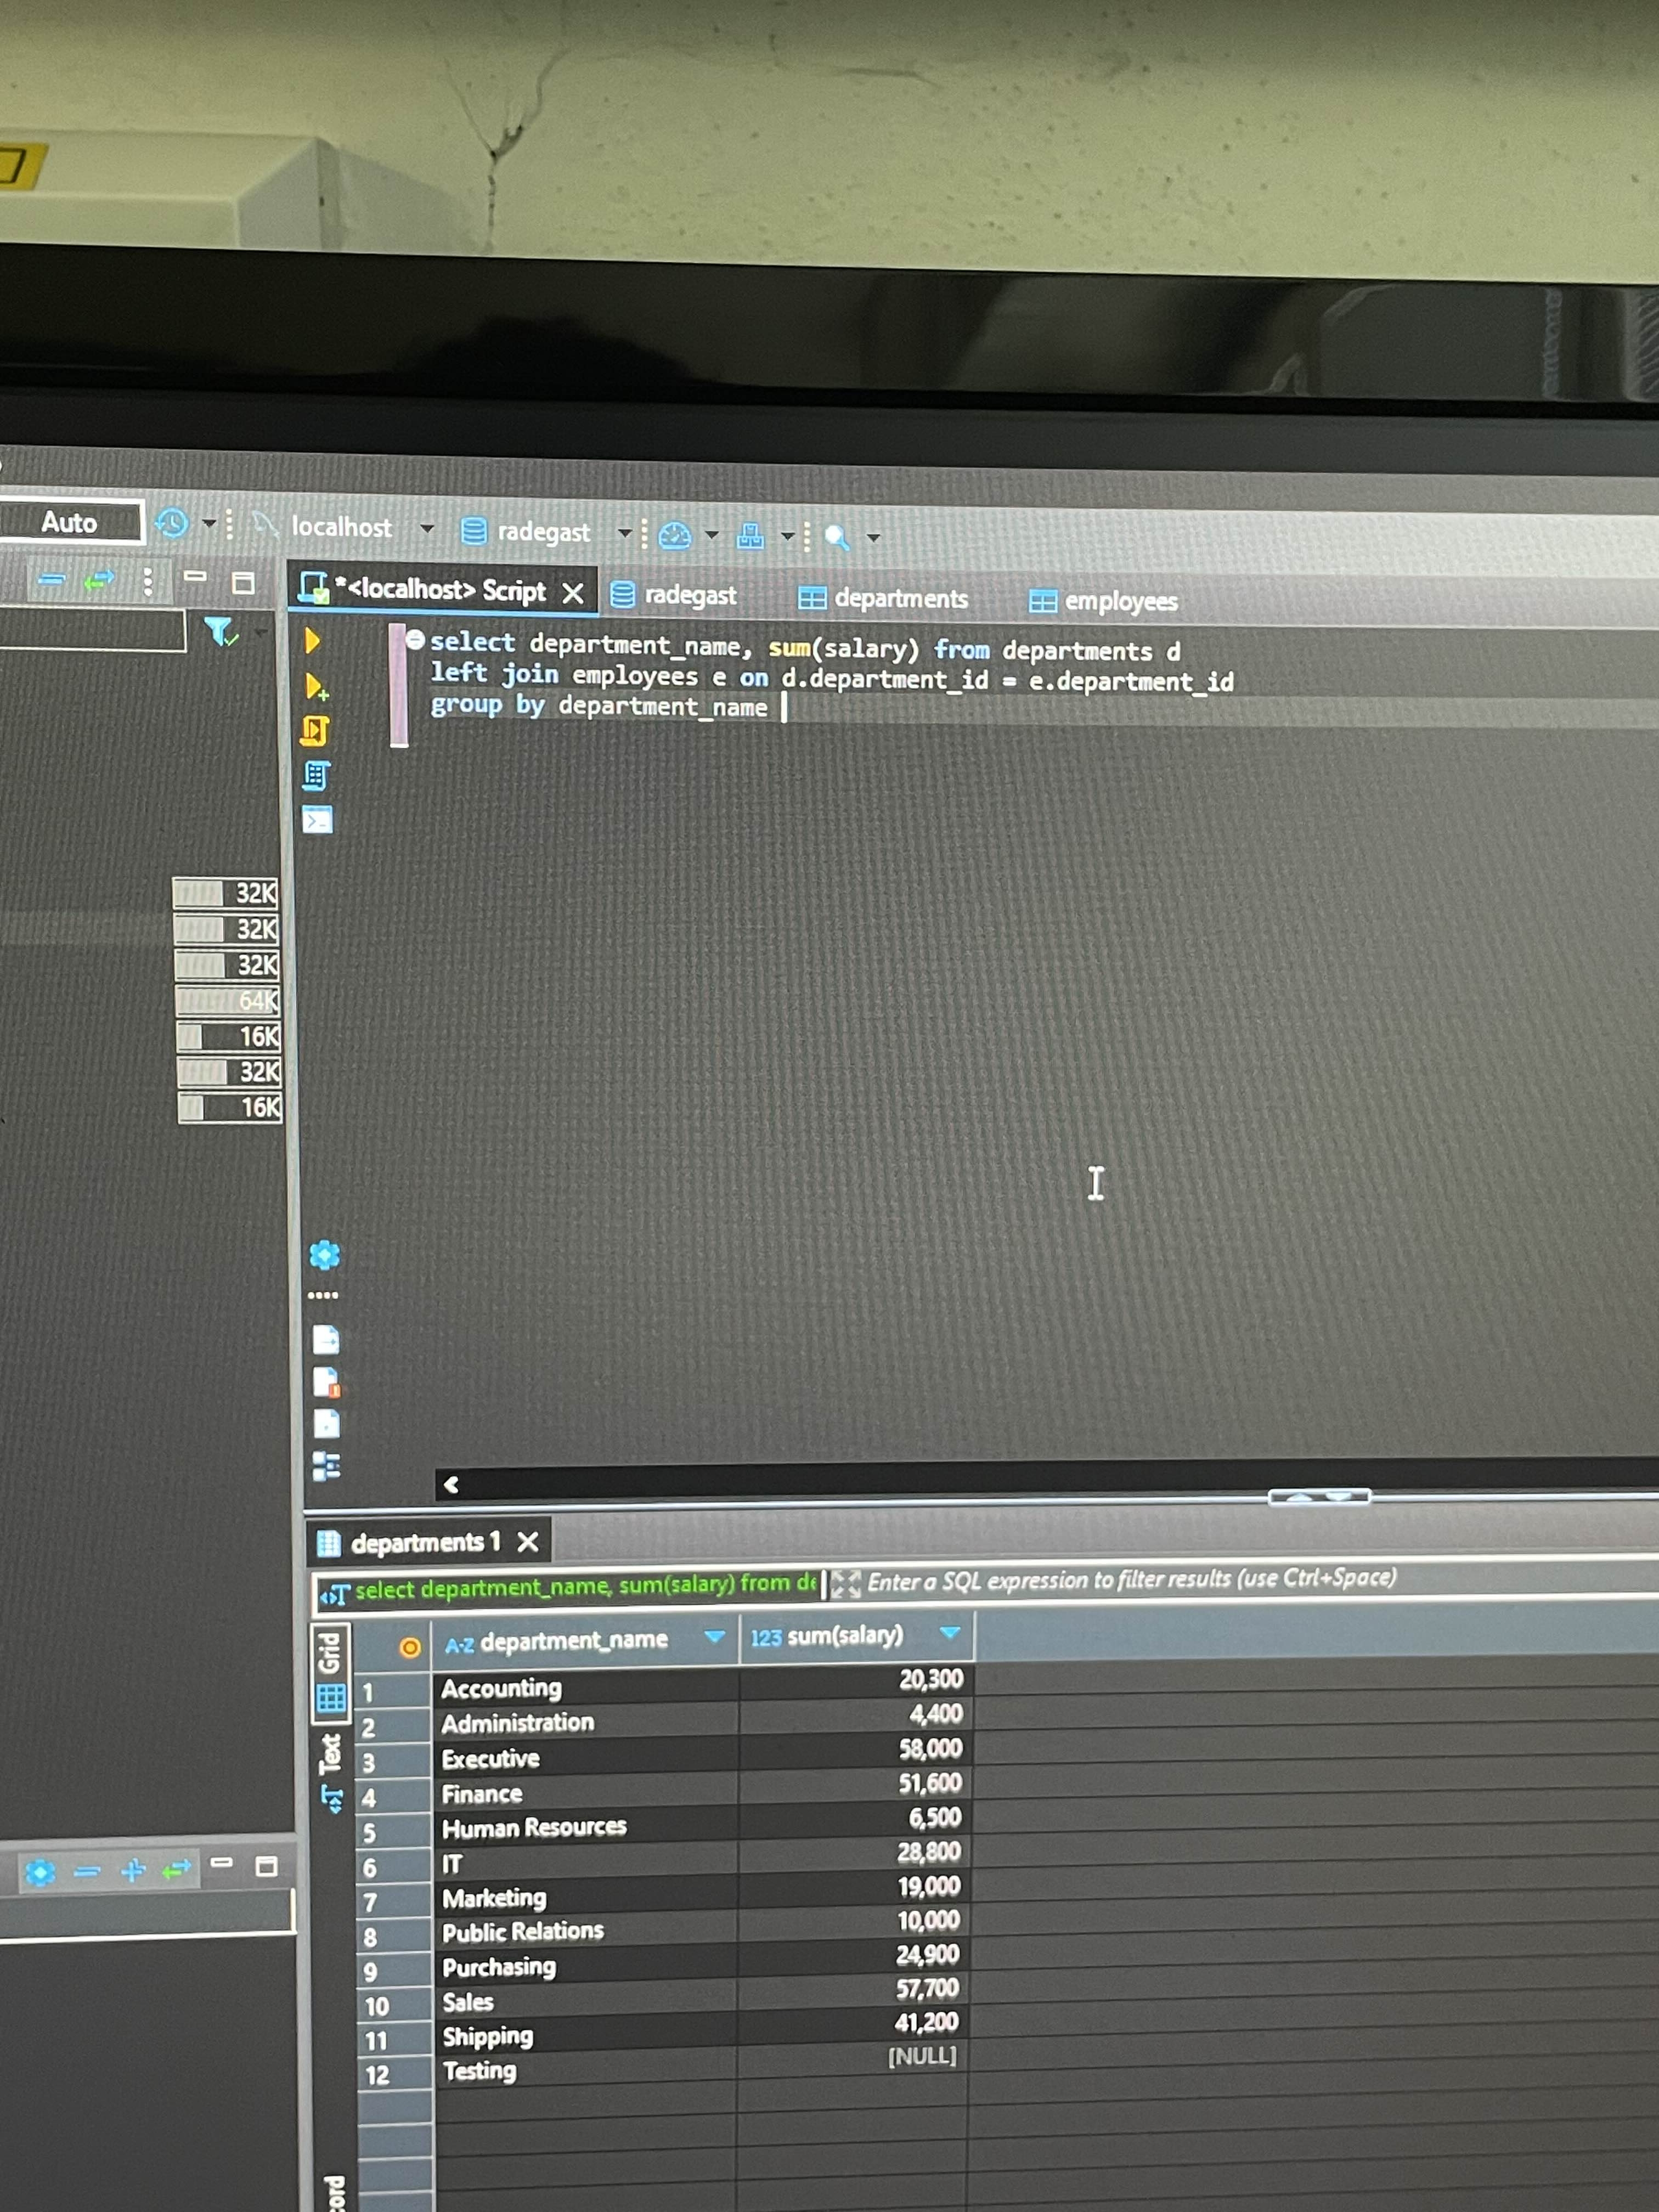 Auto localhost radegast
*<localhost> Script radegast departments employees
select department_name, sum(salary) from departments d
left join employees e on d.department_id = e.department_id
group by department_name
32K
32K
32K
64K
16K
32K
16K
departments 1
select department_name, sum(salary) from de Enter a SQL expression to filter results (use Ctrl+Space)
Grid
Text
A-Z department_name 123 sum(salary)
1 Accounting 20,300
2 Administration 4,400
3 Executive 58,000
4 Finance 51,600
5 Human Resources 6,500
6 IT 28,800
7 Marketing 19,000
8 Public Relations 10,000
9 Purchasing 24,900
10 Sales 57,700
11 Shipping 41,200
12 Testing [NULL]
ord